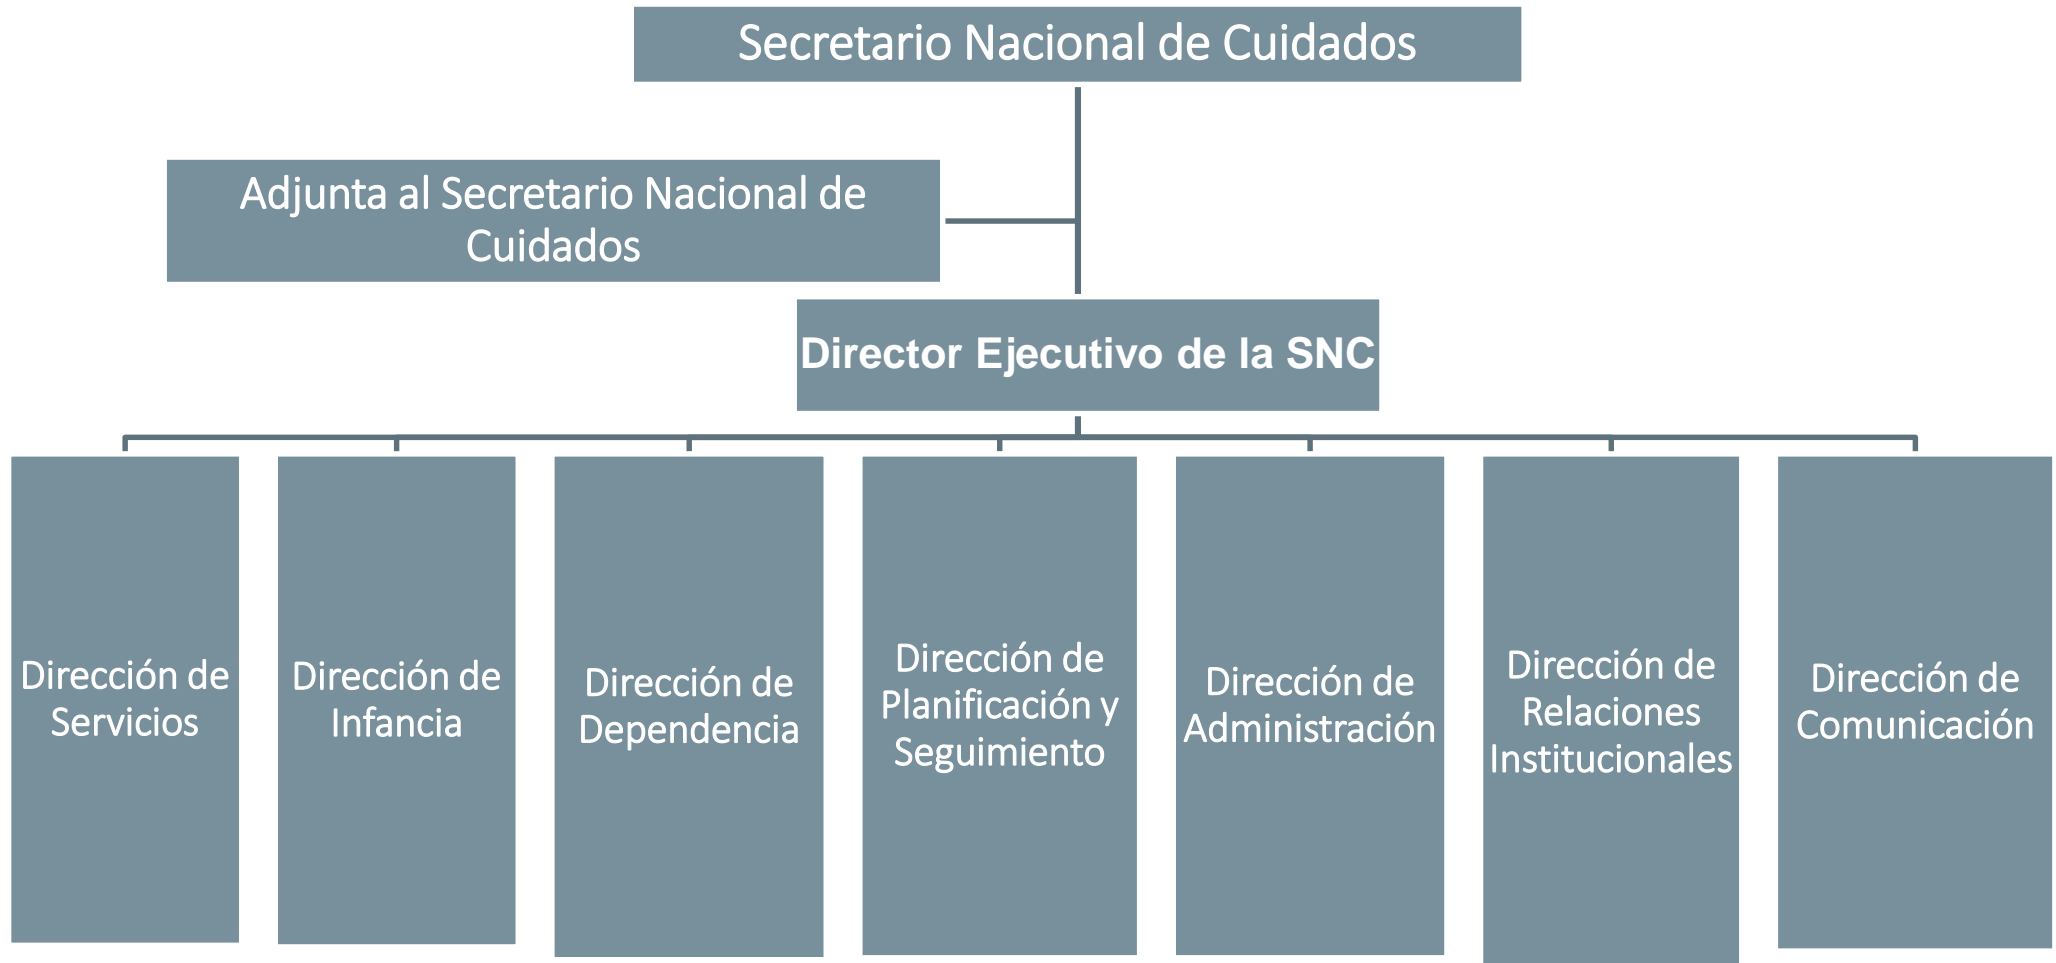 Secretario Nacional de Cuidados
Adjunta al Secretario Nacional de
Cuidados
Director Ejecutivo de la SNC
Dirección de
Servicios
Dirección de
Infancia
Dirección de
Dependencia
Dirección de
Planificación y
Seguimiento
Dirección de
Administración
Dirección de
Relaciones
Institucionales
Dirección de
Comunicación